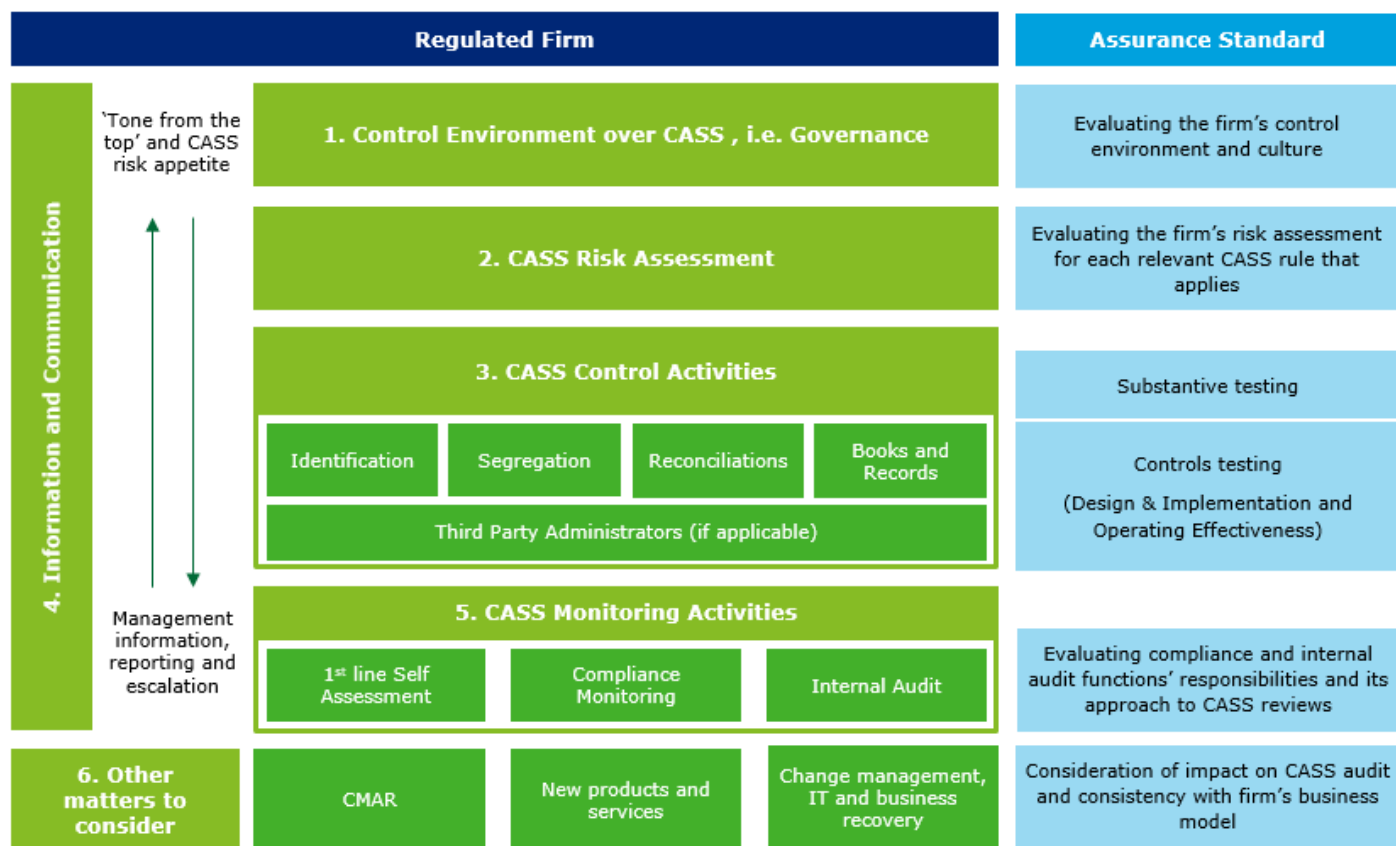 Regulated Firm
Assurance Standard
4. Information and Communication
‘Tone from the
top’ and CASS
risk appetite
Management
information,
reporting and
escalation
1. Control Environment over CASS , i.e. Governance
Evaluating the firm’s control
environment and culture
2. CASS Risk Assessment
Evaluating the firm’s risk assessment
for each relevant CASS rule that
applies
3. CASS Control Activities
Identification
Segregation
Reconciliations
Books and
Records
Third Party Administrators (if applicable)
Substantive testing
Controls testing
(Design & Implementation and
Operating Effectiveness)
5. CASS Monitoring Activities
1st line Self
Assessment
Compliance
Monitoring
Internal Audit
Evaluating compliance and internal
audit functions’ responsibilities and its
approach to CASS reviews
6. Other
matters to
consider
CMAR
New products and
services
Change management,
IT and business
recovery
Consideration of impact on CASS audit
and consistency with firm’s business
model